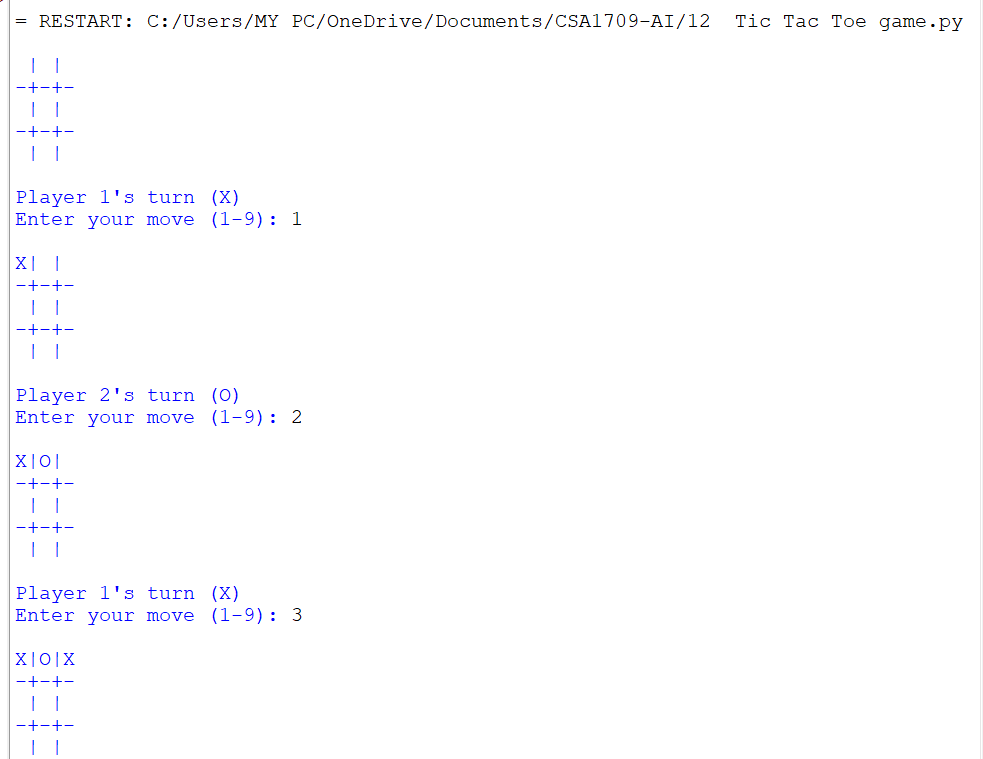 = RESTART: C:/Users/MY PC/OneDrive/Documents/CSA1709-AI/12  Tic Tac Toe game.py

 | |
-+-+-
 | |
-+-+-
 | |

Player 1's turn (X)
Enter your move (1-9): 1

X| |
-+-+-
 | |
-+-+-
 | |

Player 2's turn (O)
Enter your move (1-9): 2

X|O|
-+-+-
 | |
-+-+-
 | |

Player 1's turn (X)
Enter your move (1-9): 3

X|O|X
-+-+-
 | |
-+-+-
 | |